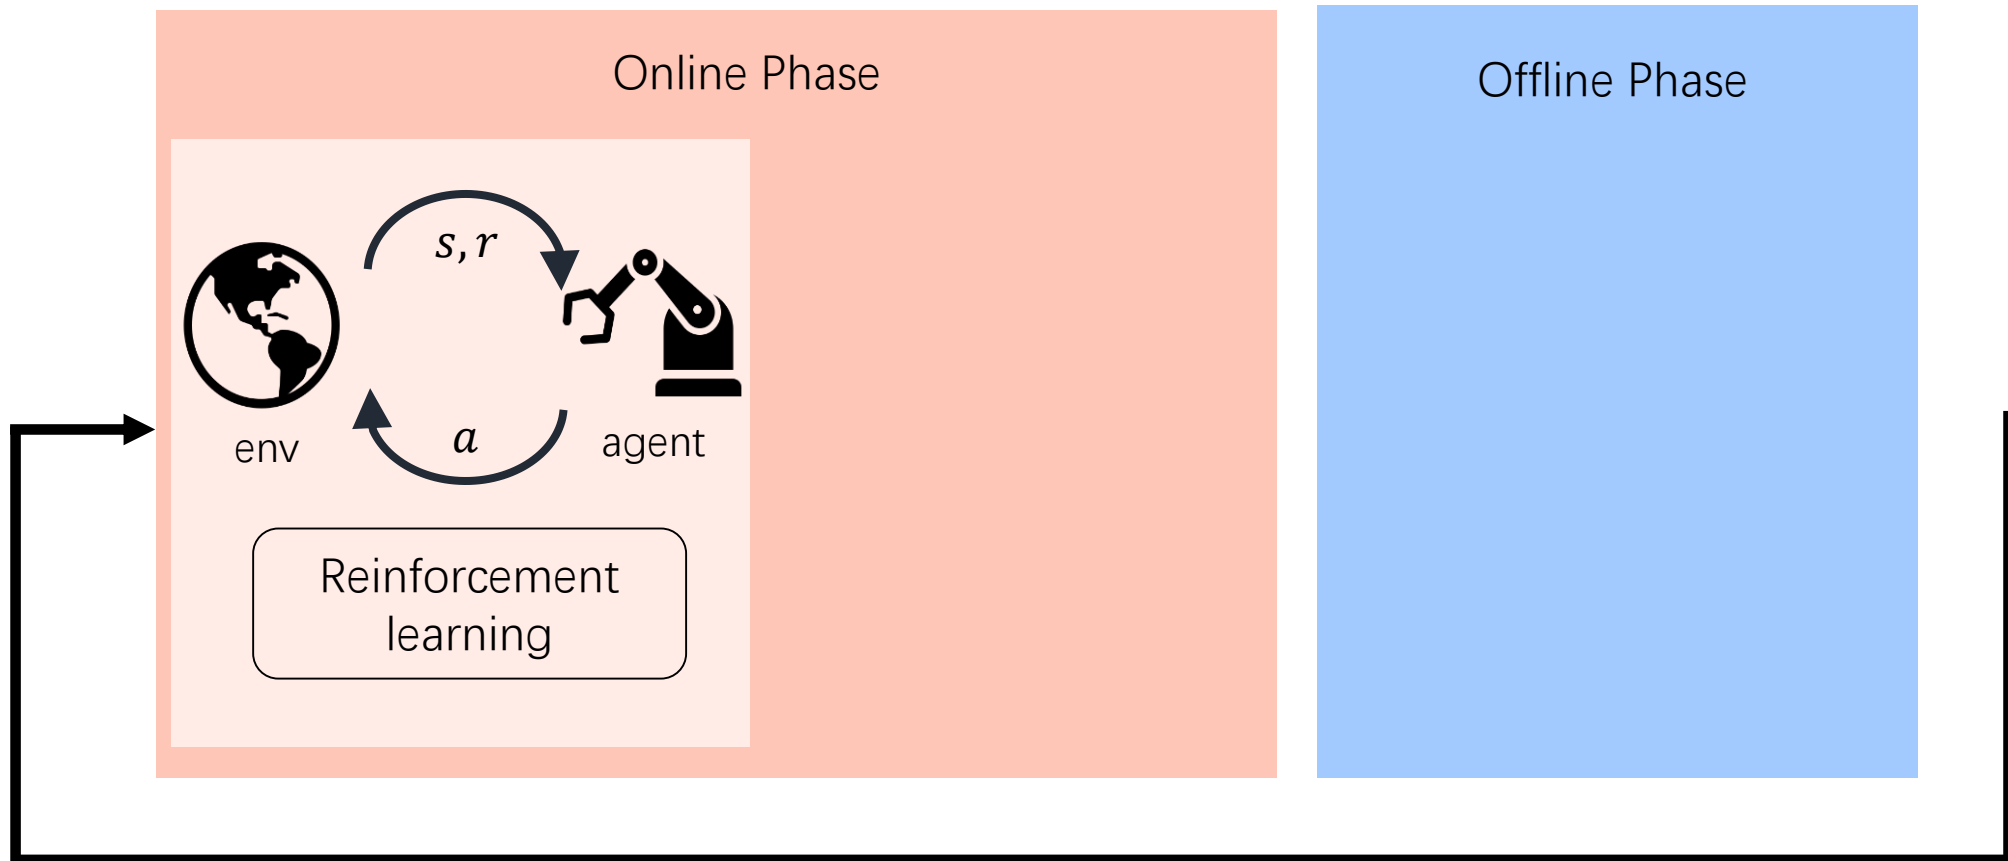 Online Phase
Offline Phase
s, r
env
a
agent
Reinforcement
learning